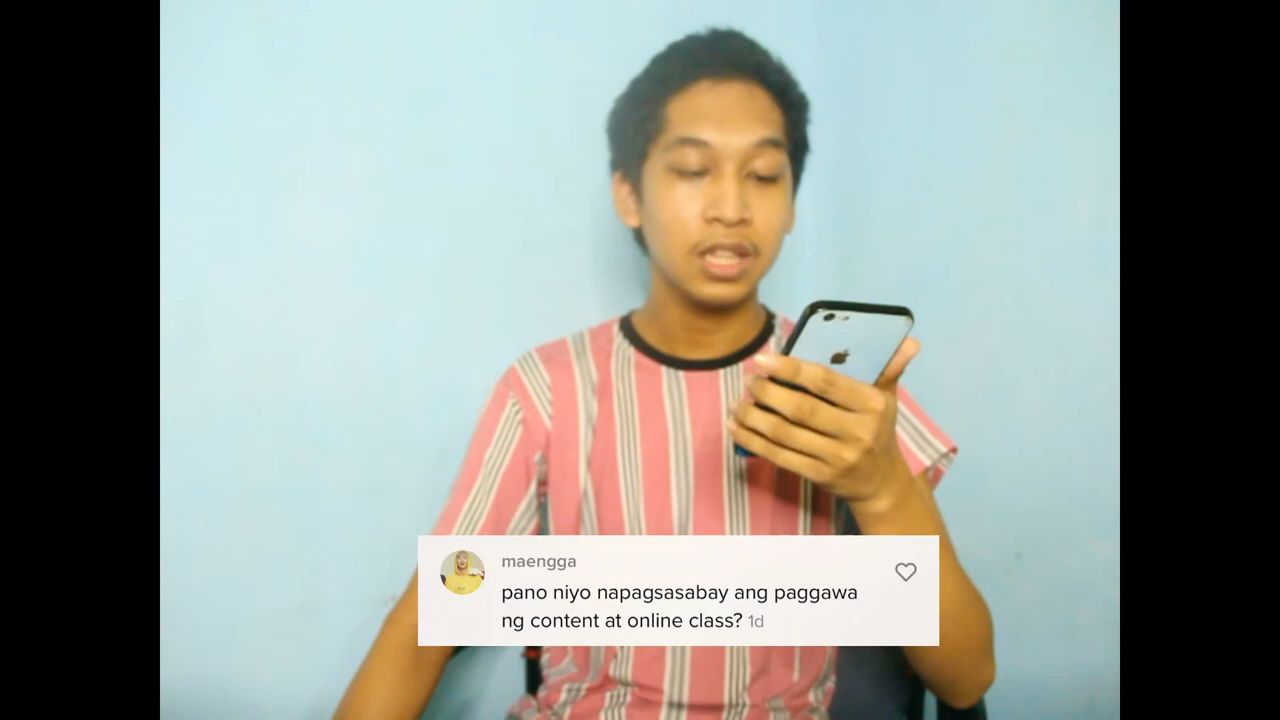 maengga
pano niyo napagsasabay ang paggawa
ng content at online class? 1d